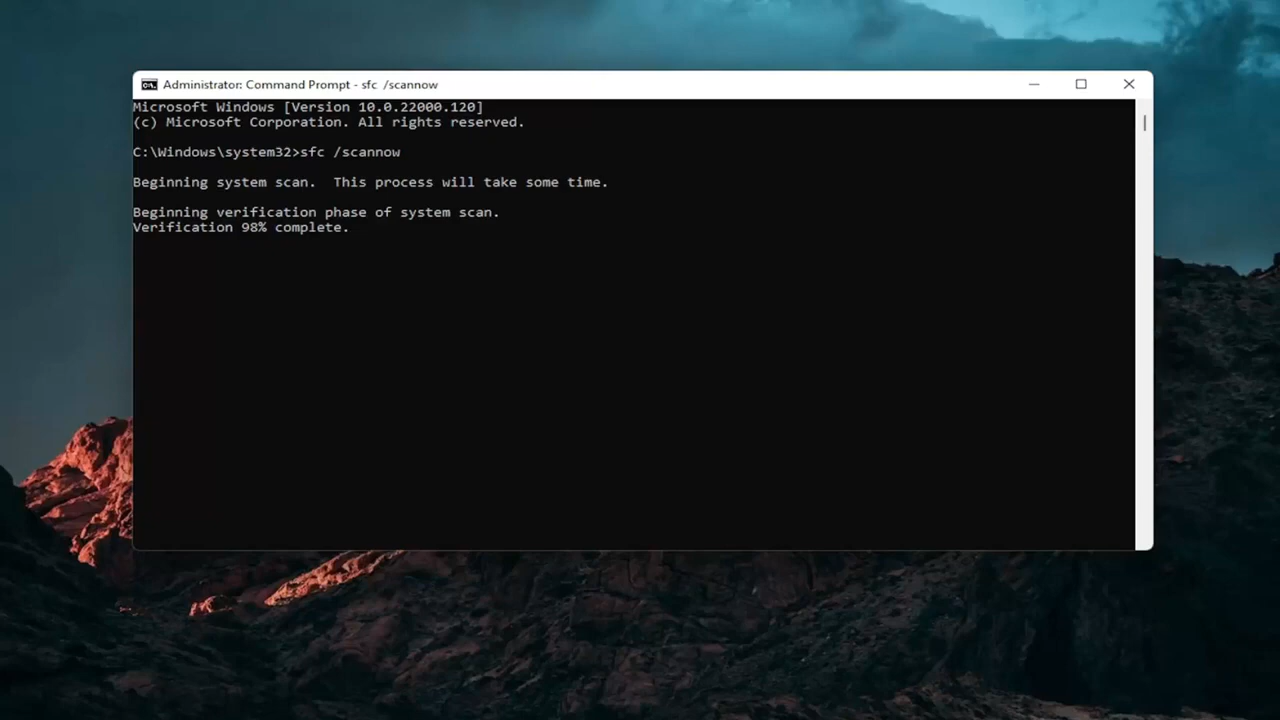 Administrator: Command Prompt - sfc  /scannow
Microsoft Windows [Version 10.0.22000.120]
(c) Microsoft Corporation. All rights reserved.
C:\Windows\system32>sfc /scannow
Beginning system scan.  This process will take some time.
Beginning verification phase of system scan.
Verification 98% complete.